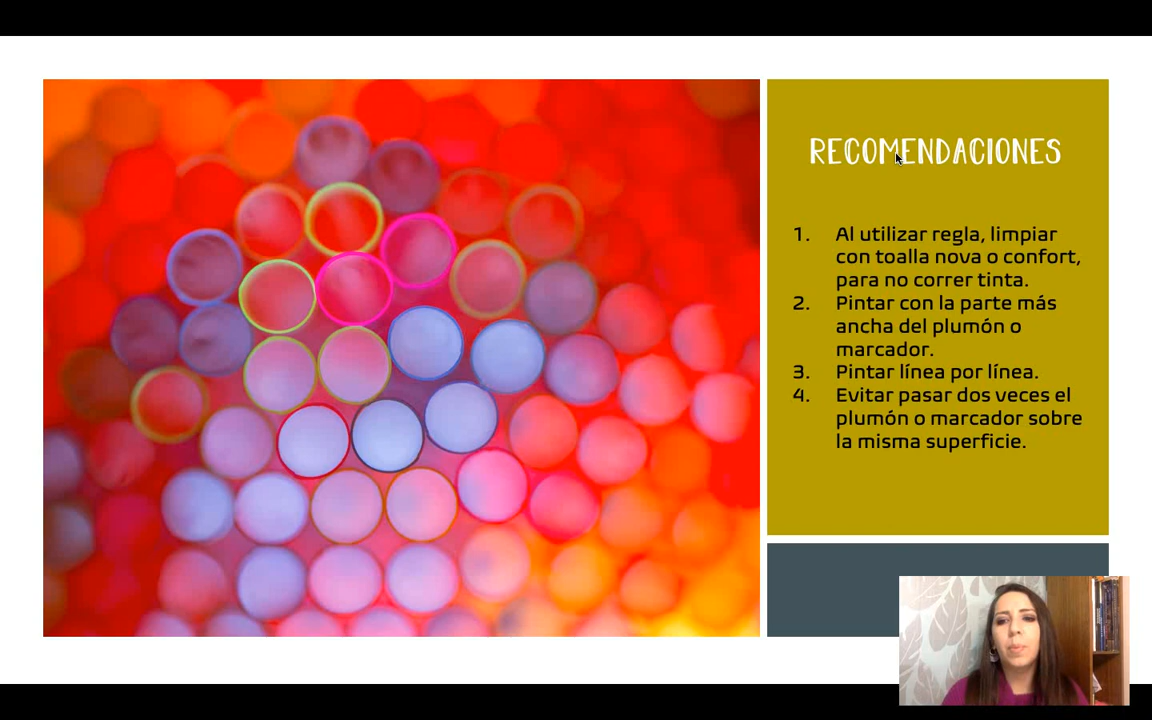 RECOMENDACIONES
1. Al utilizar regla, limpiar
con toalla nova o confort,
para no correr tinta.
2. Pintar con la parte más
ancha del plumón o
marcador.
3. Pintar línea por línea.
4. Evitar pasar dos veces el
plumón o marcador sobre
la misma superficie.